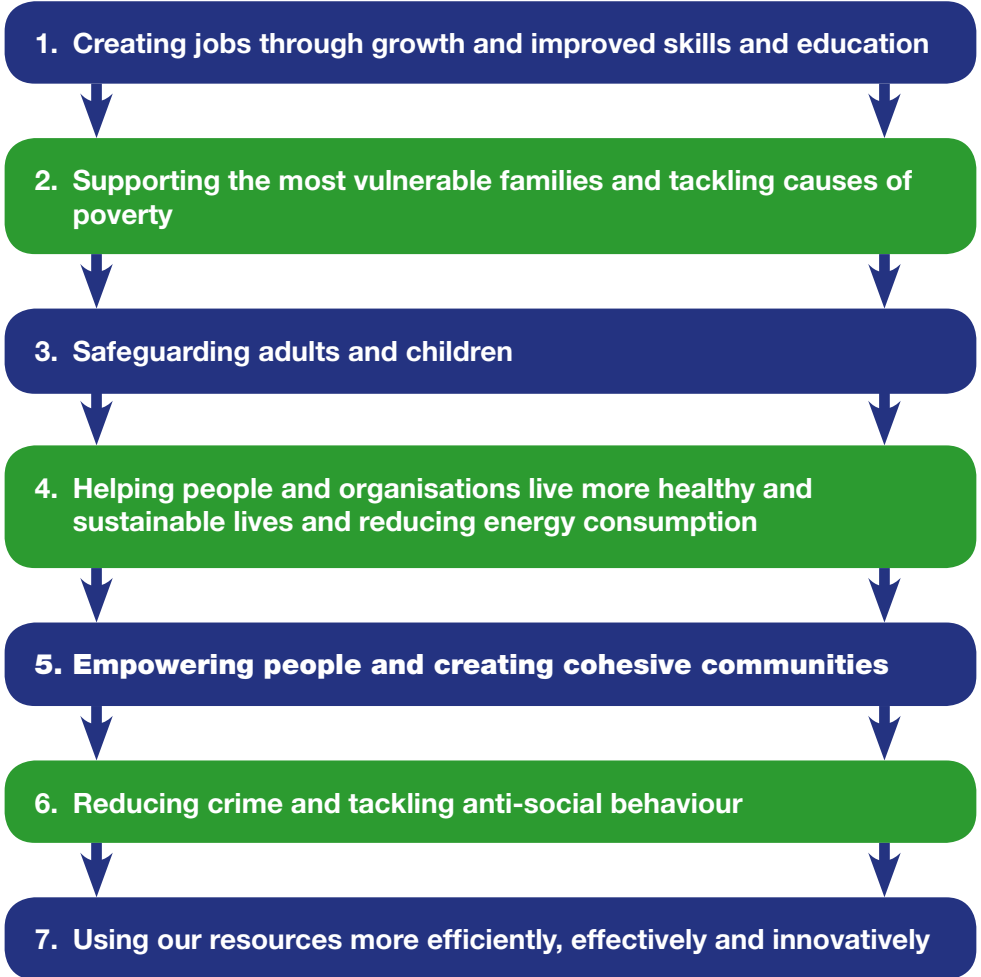 1. Creating jobs through growth and improved skills and education
2. Supporting the most vulnerable families and tackling causes of
poverty
3. Safeguarding adults and children
4. Helping people and organisations live more healthy and
sustainable lives and reducing energy consumption
5. Empowering people and creating cohesive communities
6. Reducing crime and tackling anti-social behaviour
7. Using our resources more efficiently, effectively and innovatively